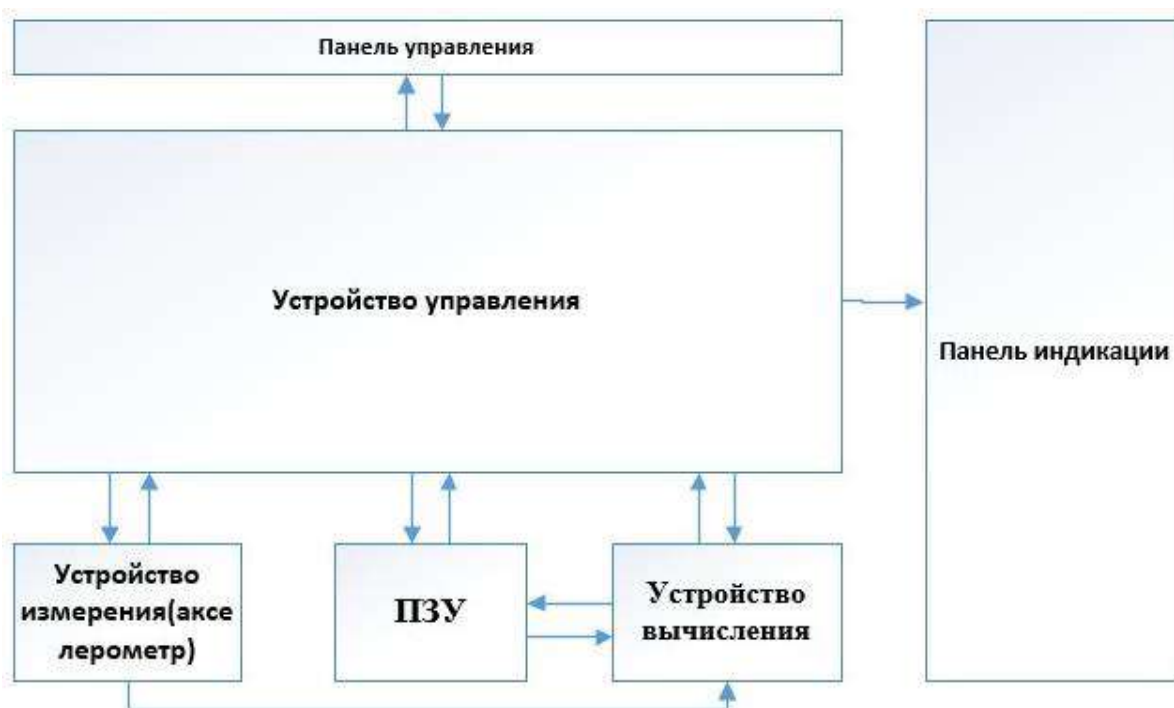 Панель управления
Устройство управления
Панель индикации
Устройство
измерения(аксе
лерометр)
ПЗУ
Устройство
вычисления